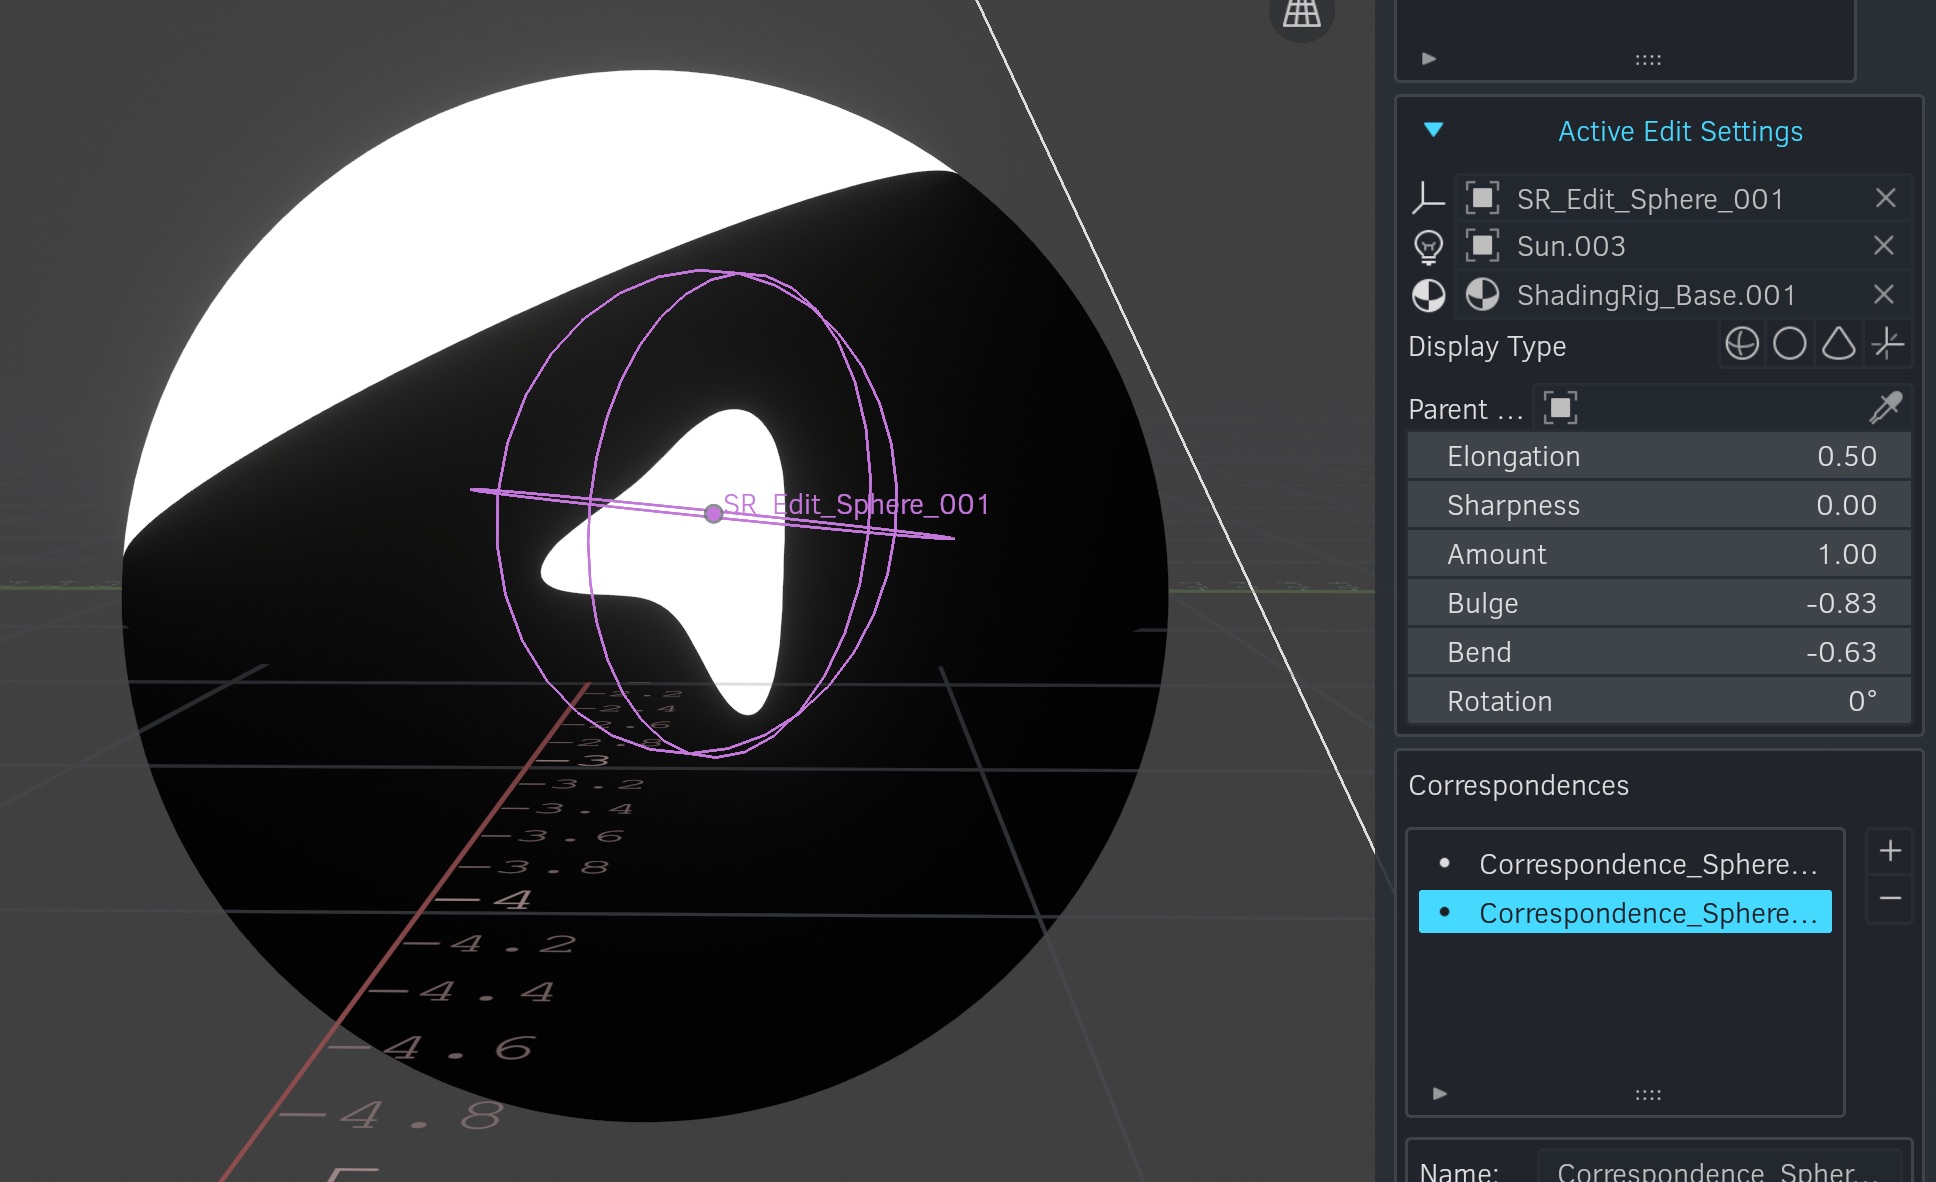 Active Edit Settings
SR_Edit_Sphere_001
Sun.003
ShadingRig_Base.001
Display Type
Parent ...
Elongation 0.50
Sharpness 0.00
Amount 1.00
Bulge -0.83
Bend -0.63
Rotation 0°
Correspondences
Correspondence_Sphere...
Correspondence_Sphere...
Name: Correspondence_Spher...
SR_Edit_Sphere_001
-2.2
-2.4
-2.6
-2.8
-3
-3.2
-3.4
-3.6
-3.8
-4
-4.2
-4.4
-4.6
-4.8